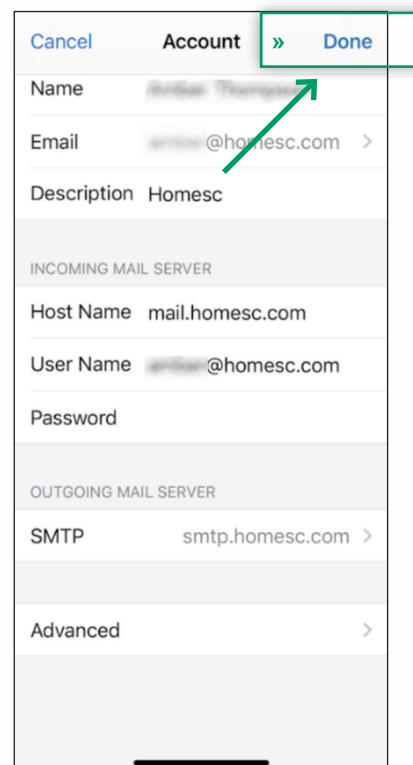 Cancel Account » Done
Name
Email @homesc.com >
Description Homesc
INCOMING MAIL SERVER
Host Name mail.homesc.com
User Name @homesc.com
Password
OUTGOING MAIL SERVER
SMTP smtp.homesc.com >
Advanced >